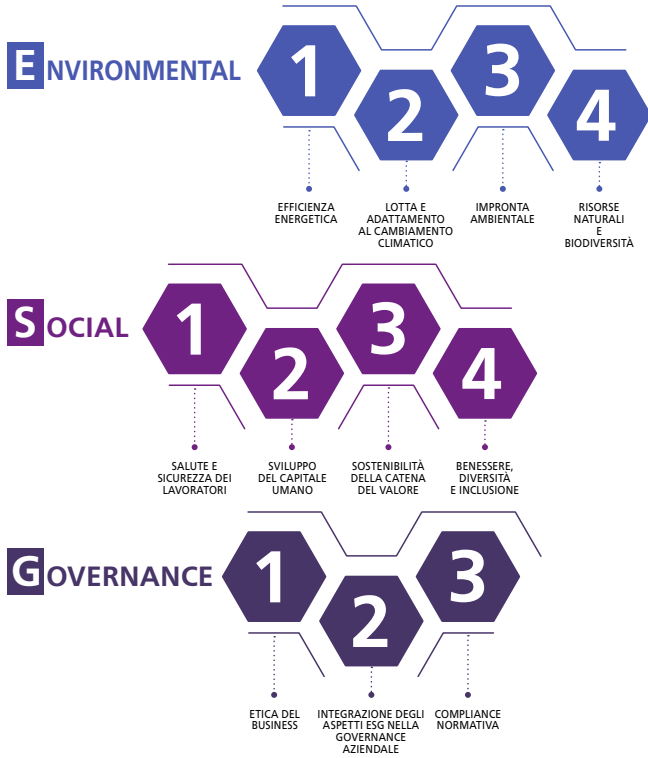 ENVIRONMENTAL
1
2
3
4
EFFICIENZA
ENERGETICA
LOTTA E
ADATTAMENTO
AL CAMBIAMENTO
CLIMATICO
IMPRONTA
AMBIENTALE
RISORSE
NATURALI
E
BIODIVERSITÀ
SOCIAL
1
2
3
4
SALUTE E
SICUREZZA DEI
LAVORATORI
SVILUPPO
DEL CAPITALE
UMANO
SOSTENIBILITÀ
DELLA CATENA
DEL VALORE
BENESSERE,
DIVERSITÀ
E INCLUSIONE
GOVERNANCE
1
2
3
ETICA DEL
BUSINESS
INTEGRAZIONE DEGLI
ASPETTI ESG NELLA
GOVERNANCE
AZIENDALE
COMPLIANCE
NORMATIVA